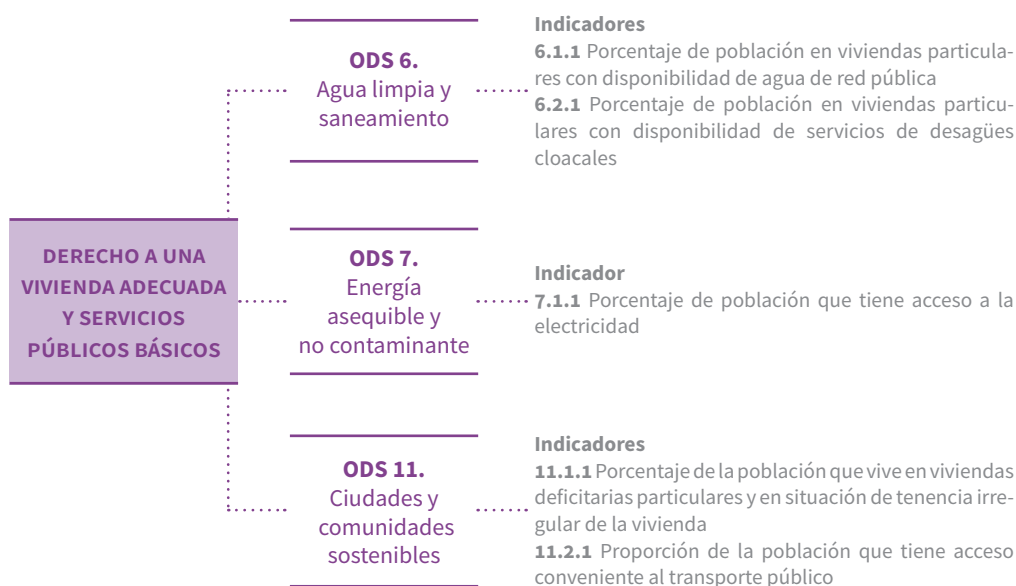 DERECHO A UNA
VIVIENDA ADECUADA
Y SERVICIOS
PÚBLICOS BÁSICOS
ODS 6.
Agua limpia y
saneamiento
Indicadores
6.1.1 Porcentaje de población en viviendas particula-
res con disponibilidad de agua de red pública
6.2.1 Porcentaje de población en viviendas particu-
lares con disponibilidad de servicios de desagües
cloacales
ODS 7.
Energía
asequible y
no contaminante
Indicador
7.1.1 Porcentaje de población que tiene acceso a la
electricidad
ODS 11.
Ciudades y
comunidades
sostenibles
Indicadores
11.1.1 Porcentaje de la población que vive en viviendas
deficitarias particulares y en situación de tenencia irre-
gular de la vivienda
11.2.1 Proporción de la población que tiene acceso
conveniente al transporte público